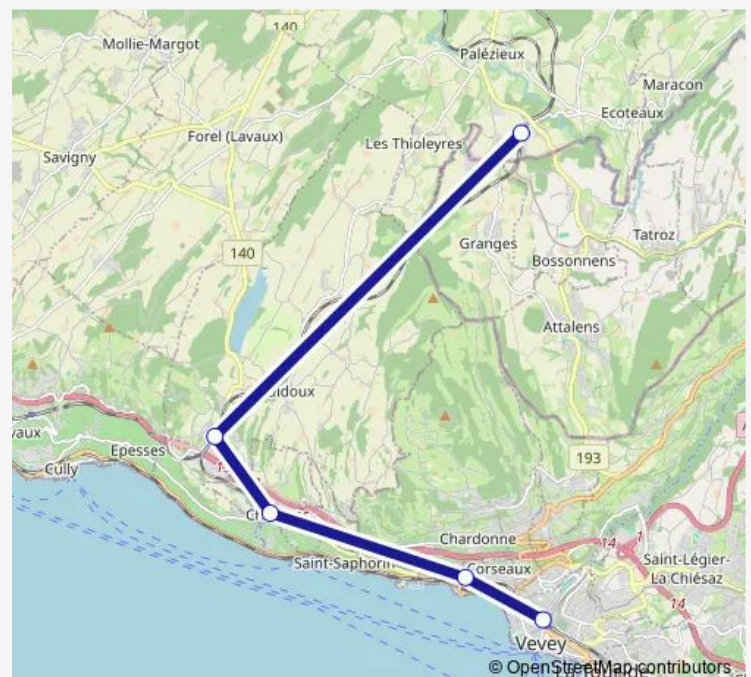 140
Mollie-Margot
Palézieux
Maracon
Ecoteaux
Forel (Lavaux)
Les Thioleyres
Savigny
Tatroz
Granges
140
Bossonnens
Attalens
Epesses
193
Cully
Chardonne
14
1
Saint-Saphorin
Corseaux
Saint-Légier-
La Chiésaz
14
Vevey
© OpenStreetMap contributors